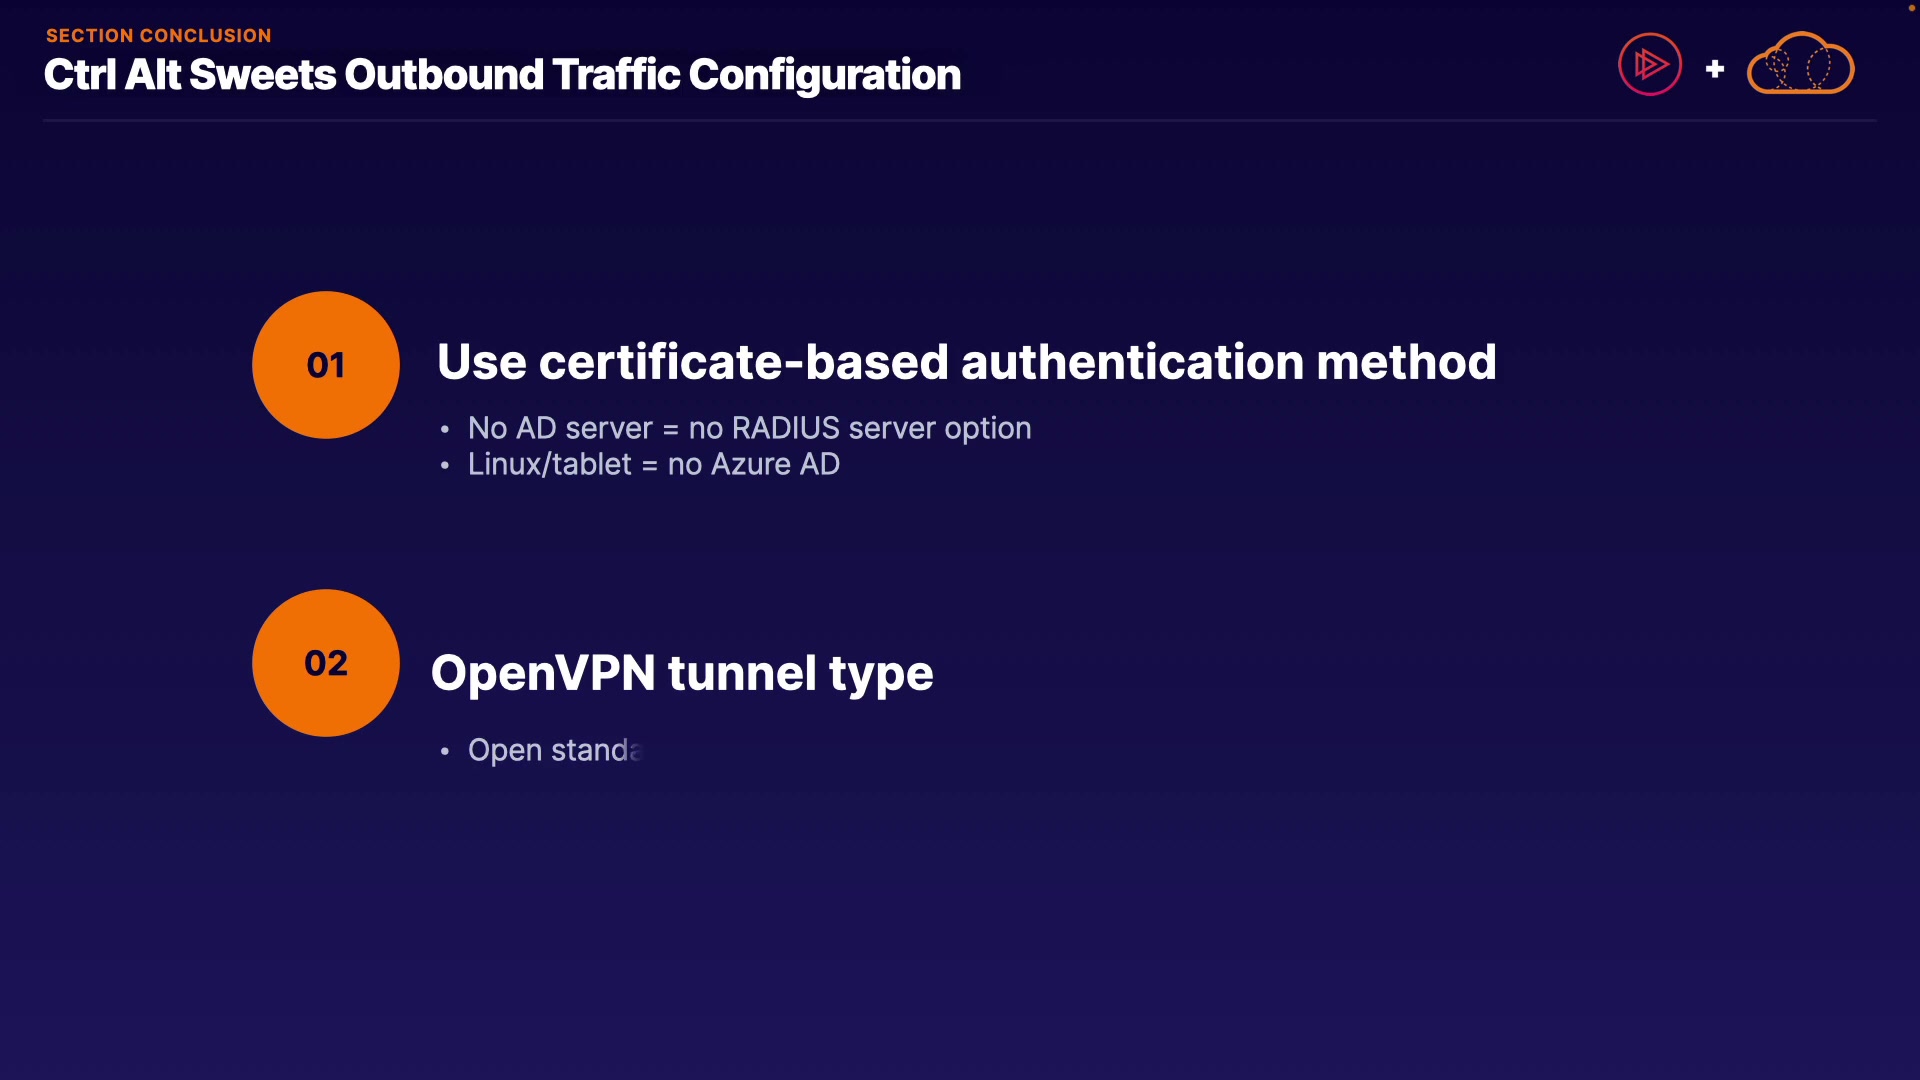 SECTION CONCLUSION
Ctrl Alt Sweets Outbound Traffic Configuration
+
01
Use certificate-based authentication method
• No AD server = no RADIUS server option
• Linux/tablet = no Azure AD
02
OpenVPN tunnel type
• Open standa